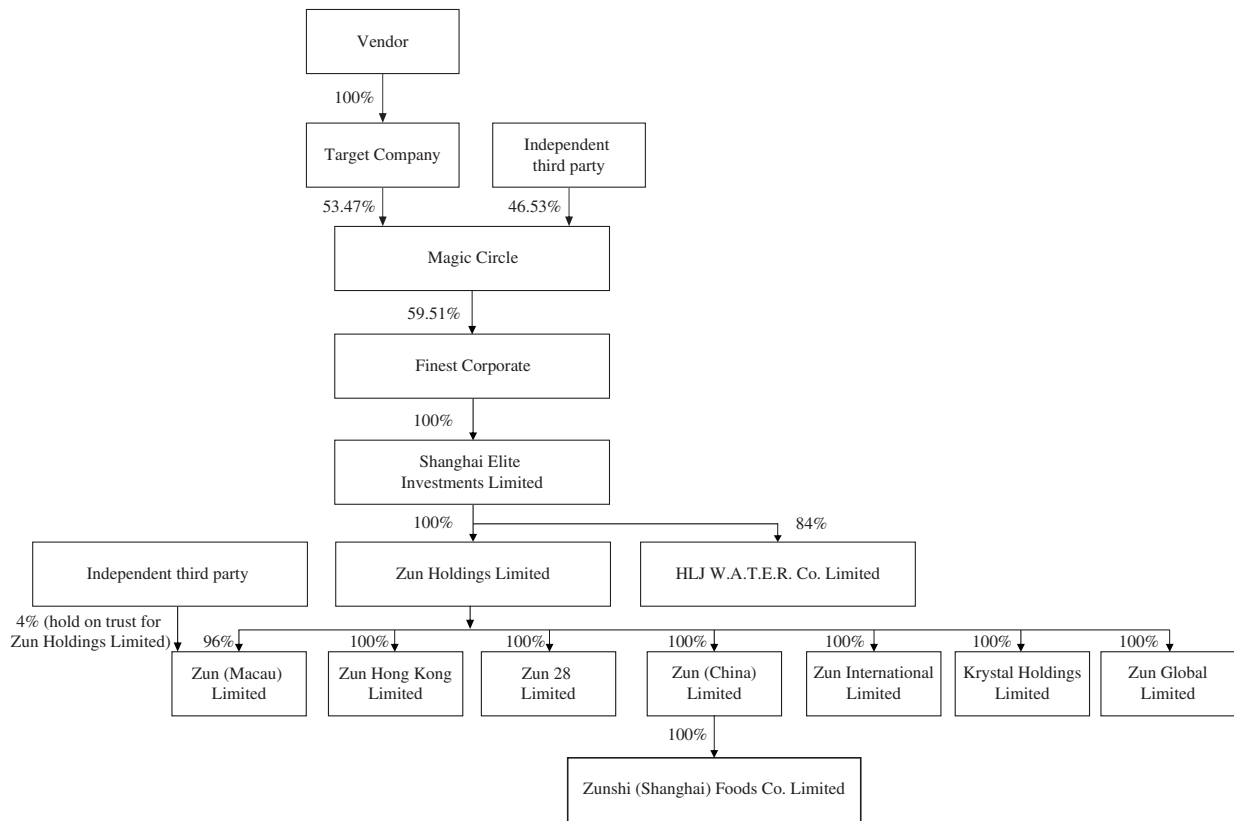 Vendor
100%
Target Company
Independent
third party
53.47%
46.53%
Magic Circle
59.51%
Finest Corporate
100%
Shanghai Elite
Investments Limited
100%
84%
Independent third party
Zun Holdings Limited
HLJ W.A.T.E.R. Co. Limited
4% (hold on trust for
Zun Holdings Limited)
96%
100%
100%
100%
100%
100%
100%
Zun (Macau)
Limited
Zun Hong Kong
Limited
Zun 28
Limited
Zun (China)
Limited
Zun International
Limited
Krystal Holdings
Limited
Zun Global
Limited
100%
Zunshi (Shanghai) Foods Co. Limited